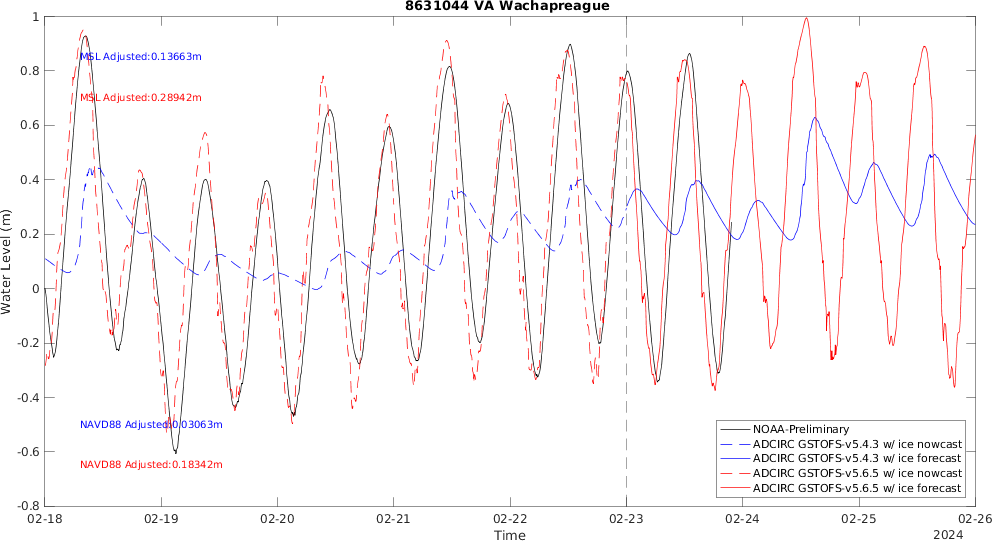 8631044 VA Wachapreague
1
0.8
0.6
0.4
0.2
0
-0.2
-0.4
-0.6
-0.8
Water Level (m)
MSL Adjusted:0.13663m
MSL Adjusted:0.28942m
NAVD88 Adjusted:0.03063m
NAVD88 Adjusted:0.18342m
NOAA-Preliminary
ADCIRC GSTOFS-v5.4.3 w/ ice nowcast
ADCIRC GSTOFS-v5.4.3 w/ ice forecast
ADCIRC GSTOFS-v5.6.5 w/ ice nowcast
ADCIRC GSTOFS-v5.6.5 w/ ice forecast
02-18 02-19 02-20 02-21 02-22 02-23 02-24 02-25 02-26
Time
2024